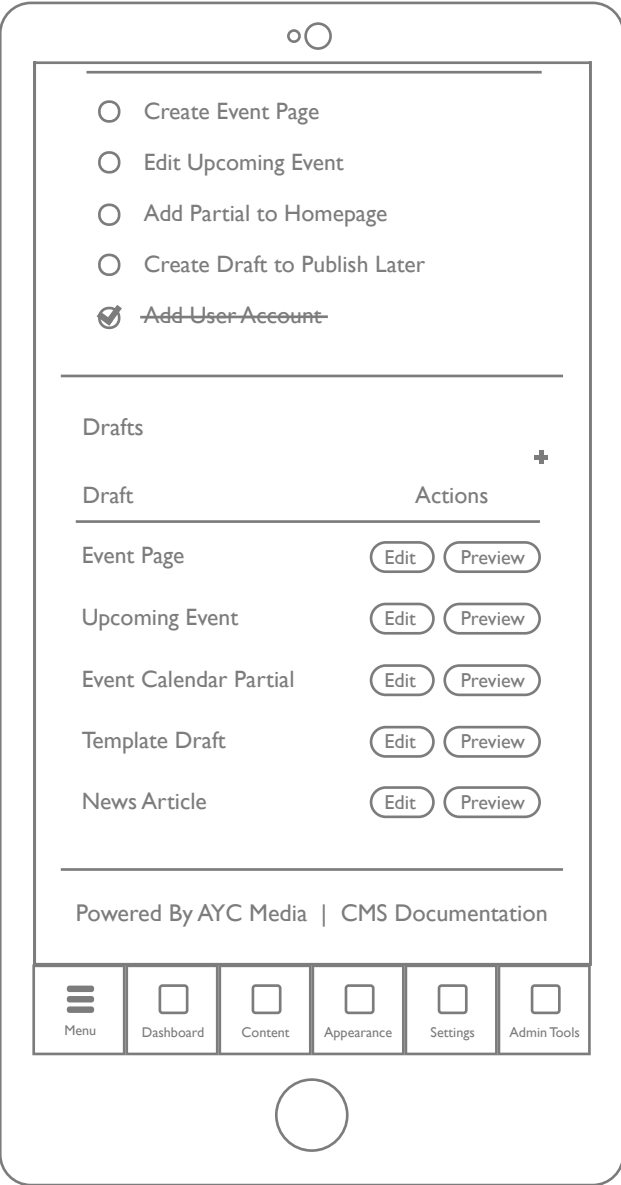 Create Event Page
Edit Upcoming Event
Add Partial to Homepage
Create Draft to Publish Later
Add User Account
Drafts
Draft Actions
Event Page Edit Preview
Upcoming Event Edit Preview
Event Calendar Partial Edit Preview
Template Draft Edit Preview
News Article Edit Preview
Powered By AYC Media | CMS Documentation
Menu Dashboard Content Appearance Settings Admin Tools